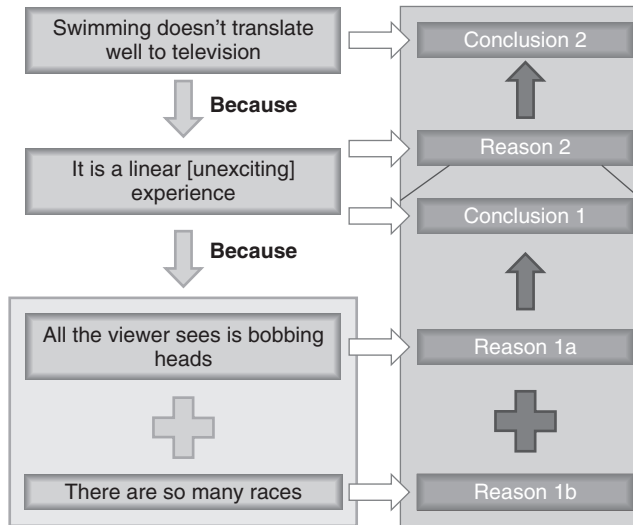 Swimming doesn't translate
well to television
Conclusion 2
Because
It is a linear [unexciting]
experience
Reason 2
Conclusion 1
Because
All the viewer sees is bobbing
heads
Reason 1a
There are so many races
Reason 1b